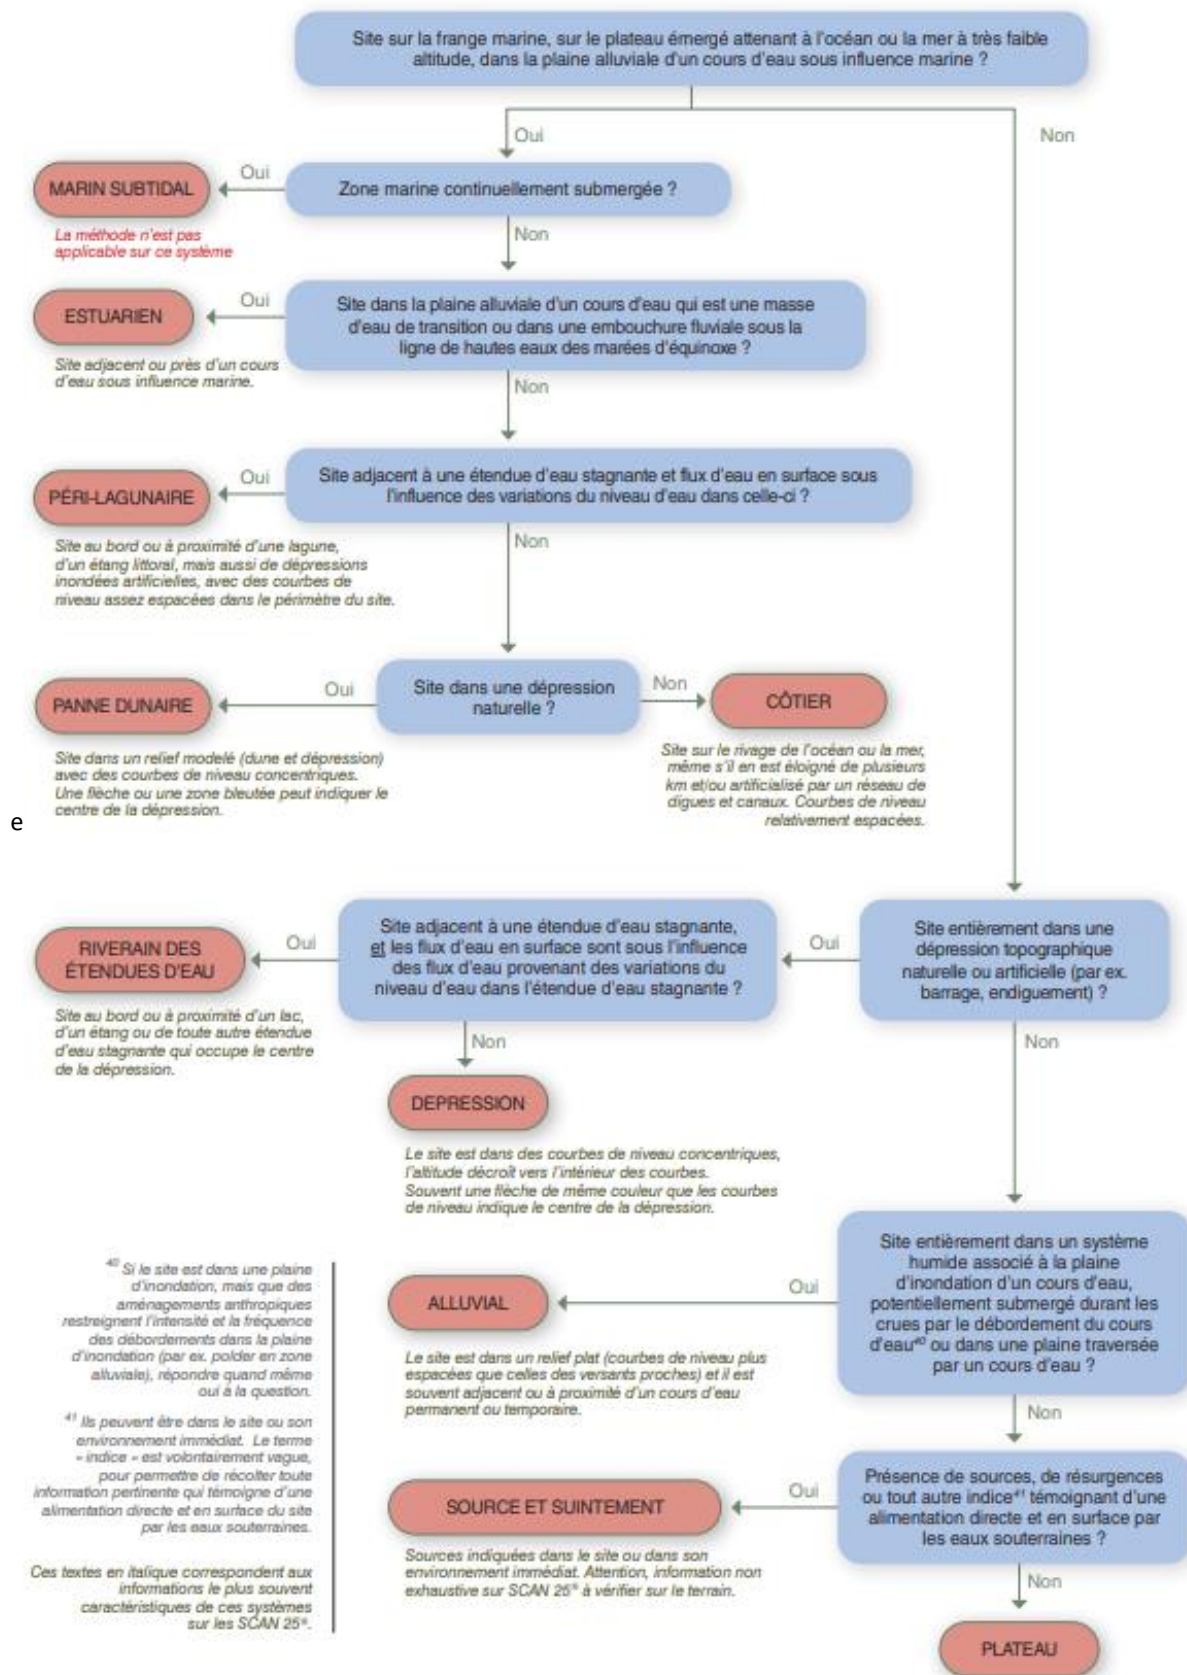 Site sur la frange marine, sur le plateau émergé attenant à l'océan ou la mer à très faible
altitude, dans la plaine alluviale d'un cours d'eau sous influence marine ?
Oui
Non
MARIN SUBTIDAL
Oui
Zone marine continuellement submergée ?
La méthode n'est pas
applicable sur ce système
Non
ESTUARIEN
Oui
Site dans la plaine alluviale d'un cours d'eau qui est une masse
d'eau de transition ou dans une embouchure fluviale sous la
ligne de hautes eaux des marées d'équinoxe ?
Site adjacent ou près d'un cours
d'eau sous influence marine.
Non
PÉRI-LAGUNAIRE
Oui
Site adjacent à une étendue d'eau stagnante et flux d'eau en surface sous
l'influence des variations du niveau d'eau dans celle-ci ?
Site au bord ou à proximité d'une lagune,
d'un étang littoral, mais aussi de dépressions
inondées artificielles, avec des courbes de
niveau assez espacées dans le périmètre du site.
Non
PANNE DUNAIRE
Oui
Site dans une dépression
naturelle ?
Non
CÔTIER
Site dans un relief modelé (dune et dépression)
avec des courbes de niveau concentriques.
Une flèche ou une zone bleutée peut indiquer le
centre de la dépression.
Site sur le rivage de l'océan ou la mer,
même s'il en est éloigné de plusieurs
km et/ou artificialisé par un réseau de
digues et canaux. Courbes de niveau
relativement espacées.
e
RIVERAIN DES
ÉTENDUES D'EAU
Oui
Site adjacent à une étendue d'eau stagnante,
et les flux d'eau en surface sont sous l'influence
des flux d'eau provenant des variations du
niveau d'eau dans l'étendue d'eau stagnante ?
Oui
Site entièrement dans une
dépression topographique
naturelle ou artificielle (par ex.
barrage, endiguement) ?
Site au bord ou à proximité d'un lac,
d'un étang ou de toute autre étendue
d'eau stagnante qui occupe le centre
de la dépression.
Non
Non
DEPRESSION
Le site est dans des courbes de niveau concentriques,
l'altitude décroît vers l'intérieur des courbes.
Souvent une flèche de même couleur que les courbes
de niveau indique le centre de la dépression.
Site entièrement dans un système
humide associé à la plaine
d'inondation d'un cours d'eau,
potentiellement submergé durant les
crues par le débordement du cours
d'eau⁴⁰ ou dans une plaine traversée
par un cours d'eau ?
Oui
ALLUVIAL
Le site est dans un relief plat (courbes de niveau plus
espacées que celles des versants proches) et il est
souvent adjacent ou à proximité d'un cours d'eau
permanent ou temporaire.
Non
⁴⁰ Si le site est dans une plaine
d'inondation, mais que des
aménagements anthropiques
restreignent l'intensité et la fréquence
des débordements dans la plaine
d'inondation (par ex. polder en zone
alluviale), répondre quand même
oui à la question.
⁴¹ Ils peuvent être dans le site ou son
environnement immédiat. Le terme
« indice » est volontairement vague,
pour permettre de récolter toute
information pertinente qui témoigne d'une
alimentation directe et en surface du site
par les eaux souterraines.
Ces textes en italique correspondent aux
informations le plus souvent
caractéristiques de ces systèmes
sur les SCAN 25®.
SOURCE ET SUINTEMENT
Oui
Présence de sources, de résurgences
ou tout autre indice⁴¹ témoignant d'une
alimentation directe et en surface par
les eaux souterraines ?
Sources indiquées dans le site ou dans son
environnement immédiat. Attention, information non
exhaustive sur SCAN 25® à vérifier sur le terrain.
Non
PLATEAU